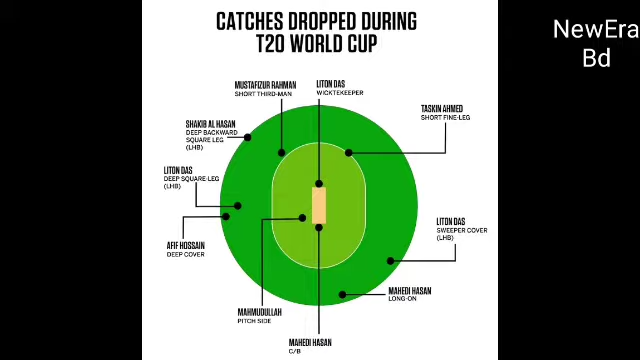 CATCHES DROPPED DURING
T20 WORLD CUP
NewEra
Bd
MUSTAFIZUR RAHMAN
SHORT THIRD-MAN
LITON DAS
WICKTEKEEPER
TASKIN AHMED
SHORT FINE-LEG
SHAKIB AL HASAN
DEEP BACKWARD
SQUARE LEG
(LHB)
LITON DAS
DEEP SQUARE-LEG
(LHB)
LITON DAS
SWEEPER COVER
(LHB)
AFIF HOSSAIN
DEEP COVER
MAHEDI HASAN
LONG-ON
MAHMUDULLAH
PITCH SIDE
MAHEDI HASAN
C/B